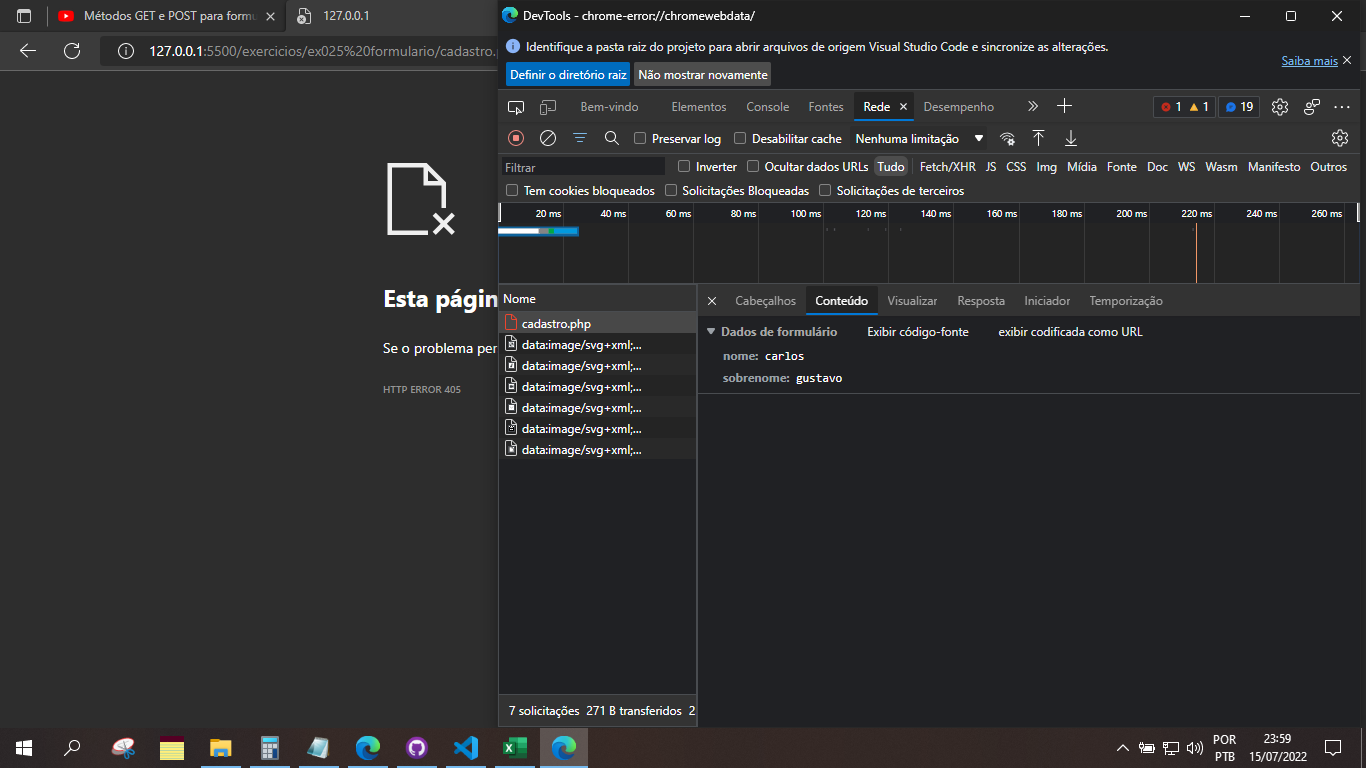 Métodos GET e POST para formu
127.0.0.1
127.0.0.1:5500/exercicios/ex025%20formulario/cadastro.p
Esta págin
Se o problema per
HTTP ERROR 405
DevTools - chrome-error://chromewebdata/
Identifique a pasta raiz do projeto para abrir arquivos de origem Visual Studio Code e sincronize as alterações.
Saiba mais
Definir o diretório raiz Não mostrar novamente
Bem-vindo Elementos Console Fontes Rede Desempenho 1 1 19
Preservar log Desabilitar cache Nenhuma limitação
Filtrar Inverter Ocultar dados URLs Tudo Fetch/XHR JS CSS Img Mídia Fonte Doc WS Wasm Manifesto Outros
Tem cookies bloqueados Solicitações Bloqueadas Solicitações de terceiros
20 ms 40 ms 60 ms 80 ms 100 ms 120 ms 140 ms 160 ms 180 ms 200 ms 220 ms 240 ms 260 ms
Nome
cadastro.php
data:image/svg+xml;...
data:image/svg+xml;...
data:image/svg+xml;...
data:image/svg+xml;...
data:image/svg+xml;...
data:image/svg+xml;...
7 solicitações 271 B transferidos 2
Cabeçalhos Conteúdo Visualizar Resposta Iniciador Temporização
Dados de formulário Exibir código-fonte exibir codificada como URL
nome: carlos
sobrenome: gustavo
POR
PTB
23:59
15/07/2022